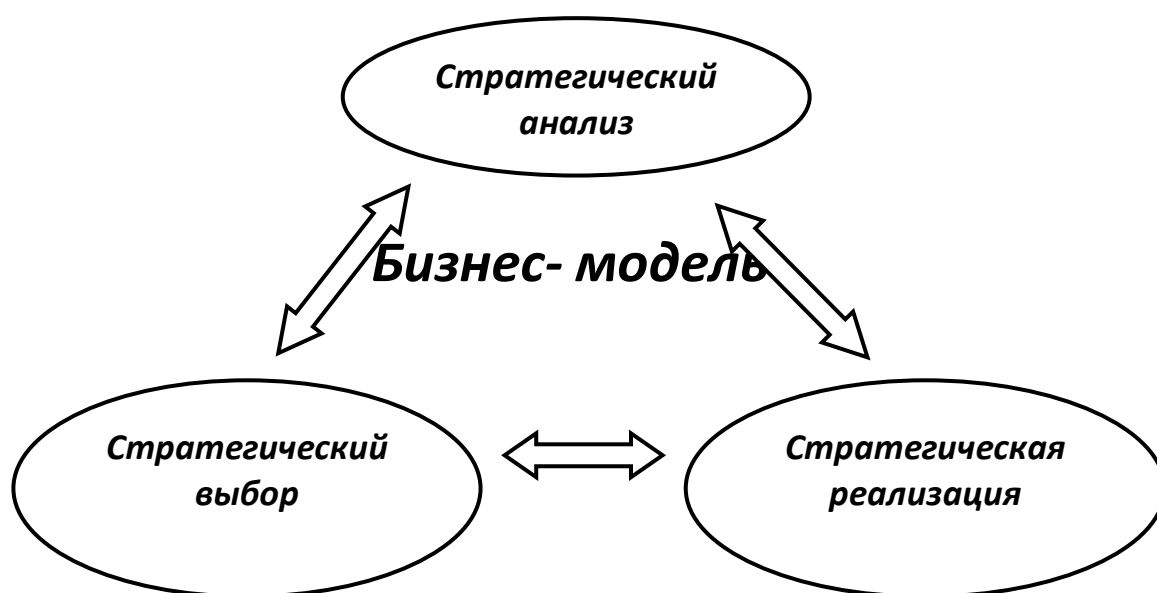 Стратегический
анализ
Бизнес- модель
Стратегический
выбор
Стратегическая
реализация